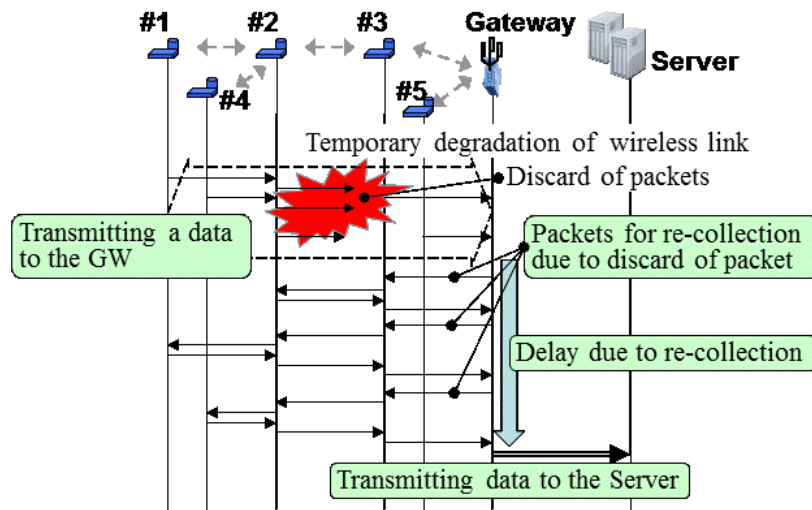 #1
#2
#3
Gateway
Server
#4
#5
Temporary degradation of wireless link
Discard of packets
Transmitting a data
to the GW
Packets for re-collection
due to discard of packet
Delay due to re-collection
Transmitting data to the Server